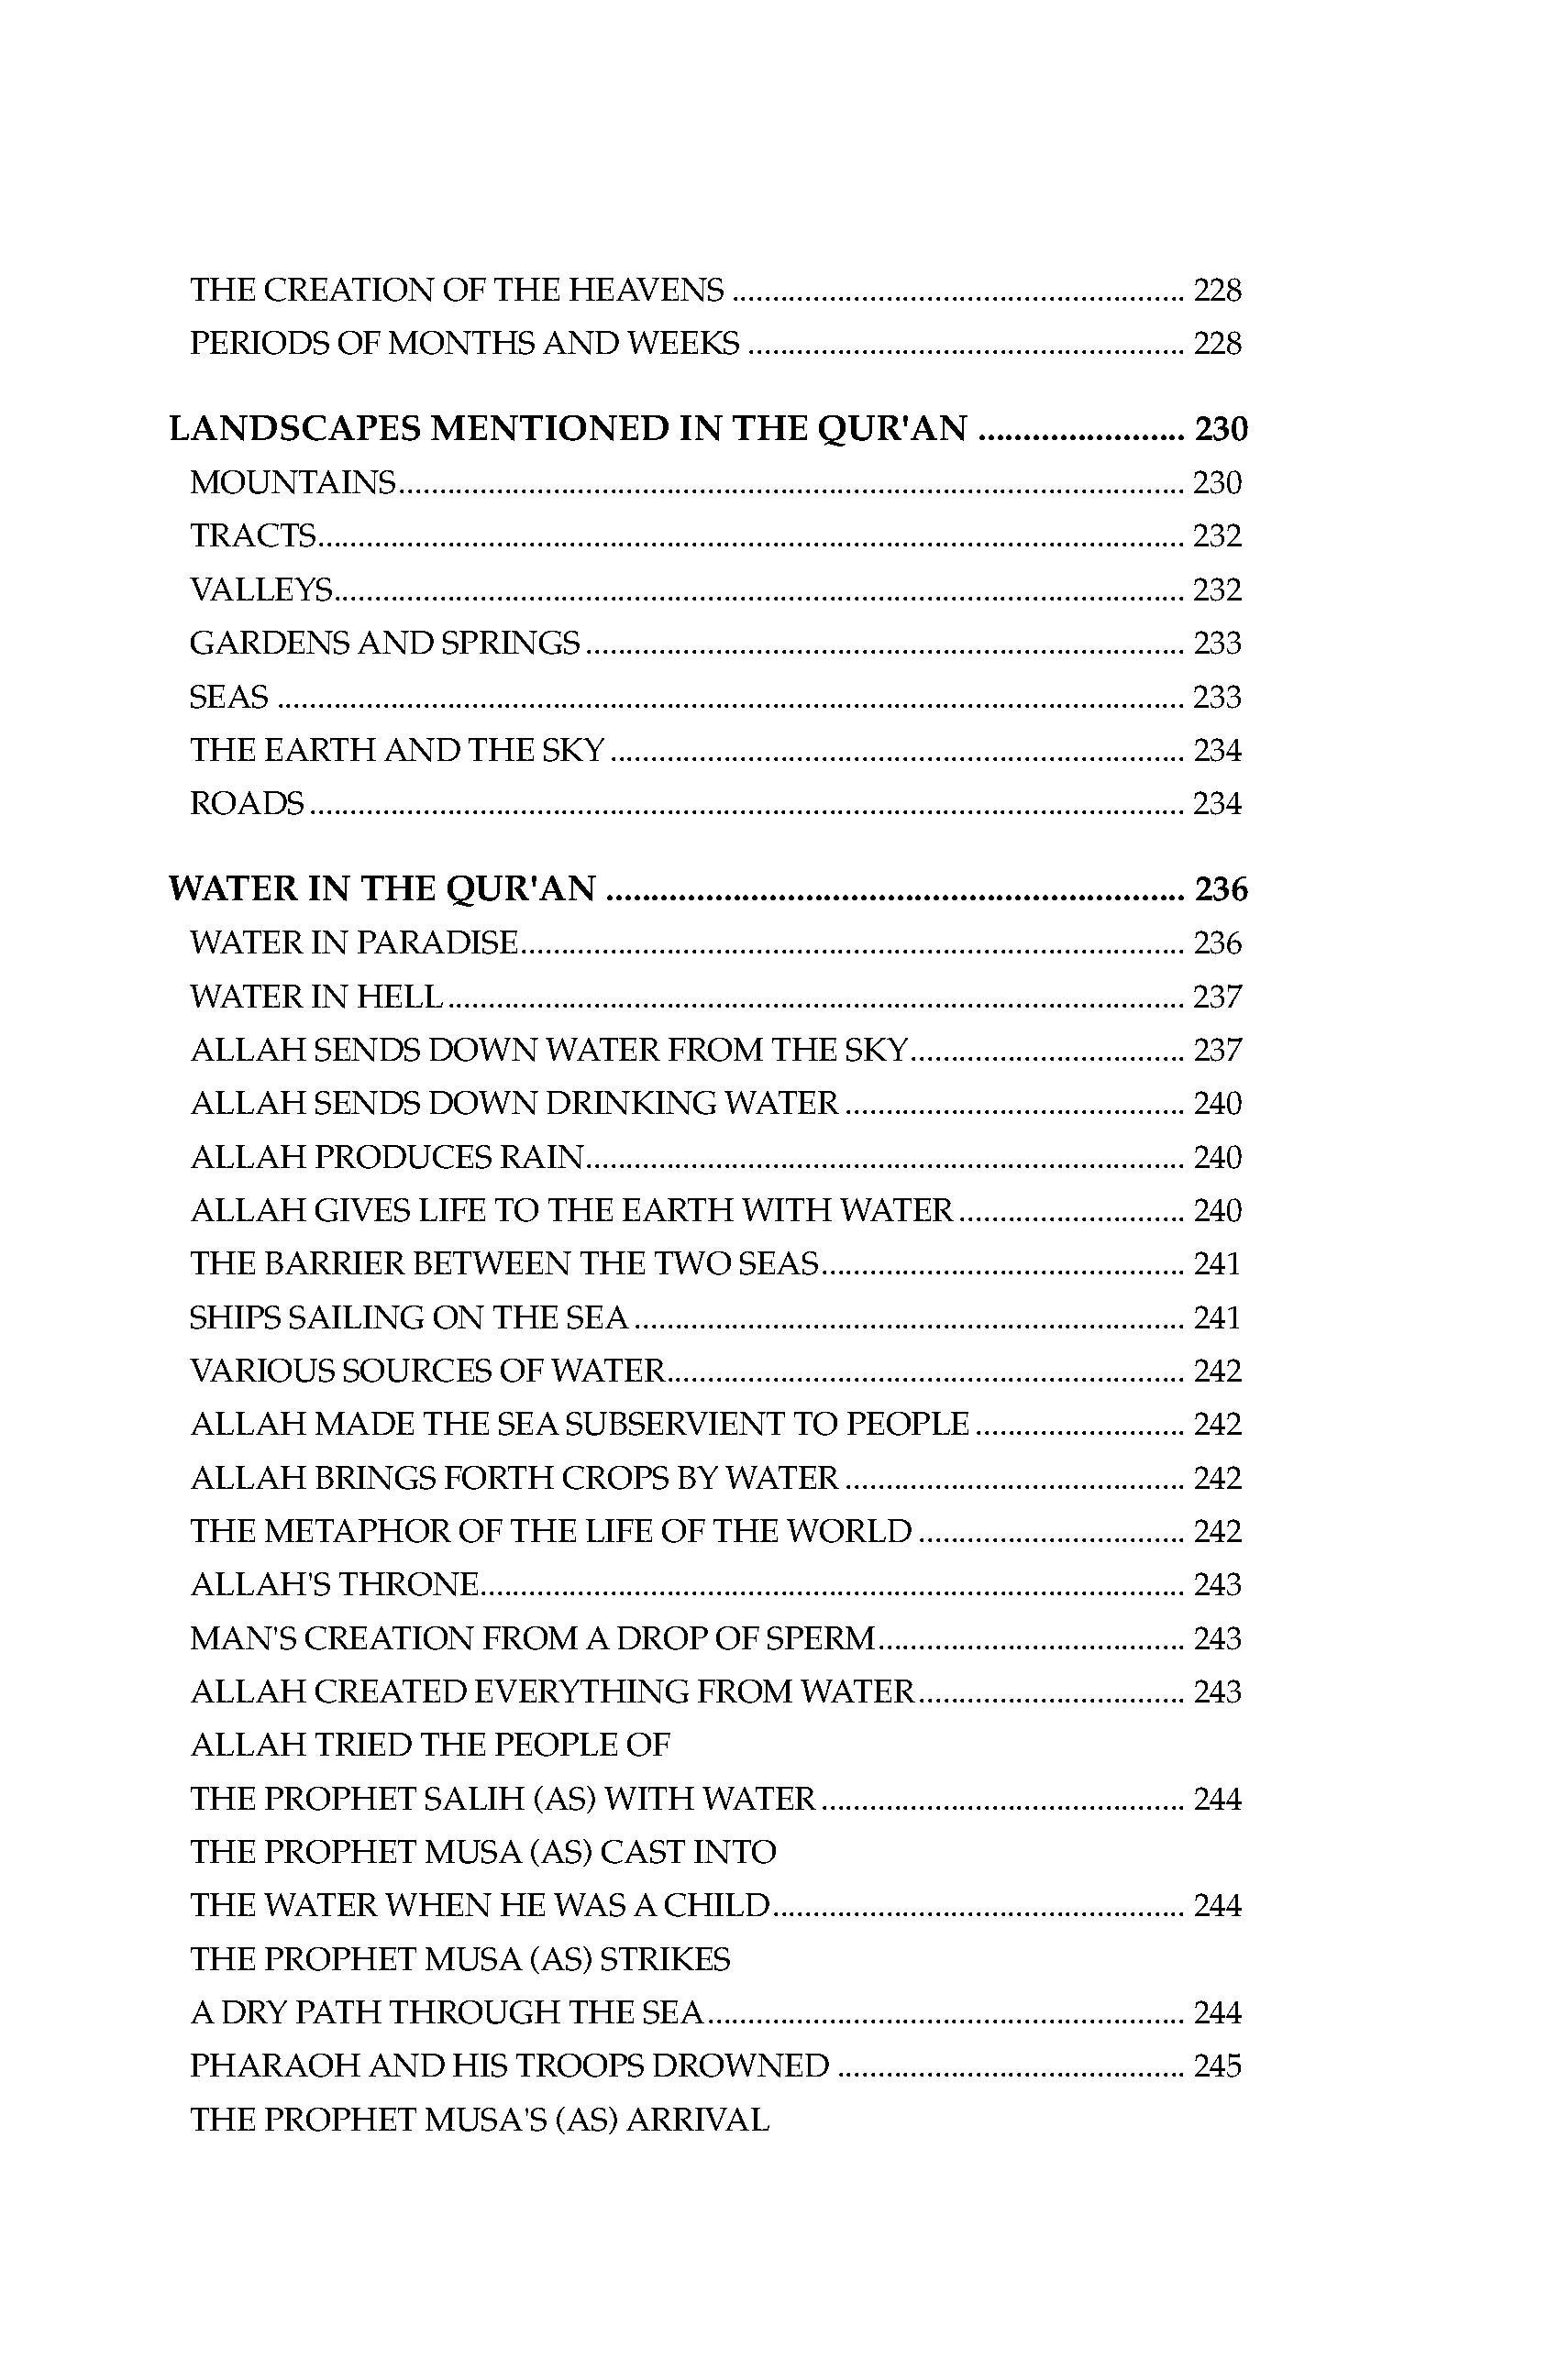 THE CREATION OF THE HEAVENS ........................................................ 228
PERIODS OF MONTHS AND WEEKS ...................................................... 228
LANDSCAPES MENTIONED IN THE QUR'AN ....................... 230
MOUNTAINS................................................................................................. 230
TRACTS........................................................................................................... 232
VALLEYS......................................................................................................... 232
GARDENS AND SPRINGS .......................................................................... 233
SEAS ................................................................................................................ 233
THE EARTH AND THE SKY ....................................................................... 234
ROADS ............................................................................................................ 234
WATER IN THE QUR'AN ................................................................ 236
WATER IN PARADISE.................................................................................. 236
WATER IN HELL ........................................................................................... 237
ALLAH SENDS DOWN WATER FROM THE SKY.................................. 237
ALLAH SENDS DOWN DRINKING WATER .......................................... 240
ALLAH PRODUCES RAIN.......................................................................... 240
ALLAH GIVES LIFE TO THE EARTH WITH WATER ............................ 240
THE BARRIER BETWEEN THE TWO SEAS............................................. 241
SHIPS SAILING ON THE SEA .................................................................... 241
VARIOUS SOURCES OF WATER................................................................ 242
ALLAH MADE THE SEA SUBSERVIENT TO PEOPLE .......................... 242
ALLAH BRINGS FORTH CROPS BY WATER .......................................... 242
THE METAPHOR OF THE LIFE OF THE WORLD ................................. 242
ALLAH'S THRONE....................................................................................... 243
MAN'S CREATION FROM A DROP OF SPERM...................................... 243
ALLAH CREATED EVERYTHING FROM WATER................................. 243
ALLAH TRIED THE PEOPLE OF
THE PROPHET SALIH (AS) WITH WATER ............................................. 244
THE PROPHET MUSA (AS) CAST INTO
THE WATER WHEN HE WAS A CHILD................................................... 244
THE PROPHET MUSA (AS) STRIKES
A DRY PATH THROUGH THE SEA........................................................... 244
PHARAOH AND HIS TROOPS DROWNED ........................................... 245
THE PROPHET MUSA'S (AS) ARRIVAL